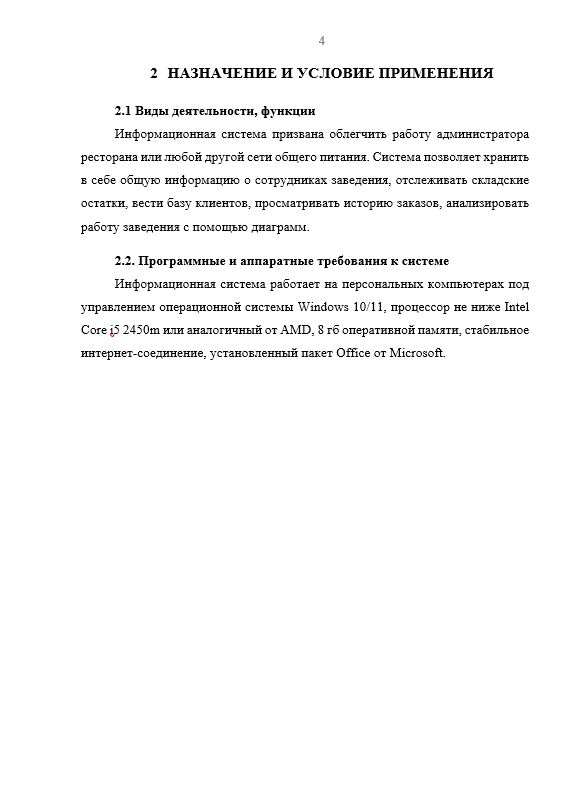 4
2 НАЗНАЧЕНИЕ И УСЛОВИЕ ПРИМЕНЕНИЯ
2.1 Виды деятельности, функции
Информационная система призвана облегчить работу администратора
ресторана или любой другой сети общего питания. Система позволяет хранить
в себе общую информацию о сотрудниках заведения, отслеживать складские
остатки, вести базу клиентов, просматривать историю заказов, анализировать
работу заведения с помощью диаграмм.
2.2. Программные и аппаратные требования к системе
Информационная система работает на персональных компьютерах под
управлением операционной системы Windows 10/11, процессор не ниже Intel
Core i5 2450m или аналогичный от AMD, 8 гб оперативной памяти, стабильное
интернет-соединение, установленный пакет Office от Microsoft.